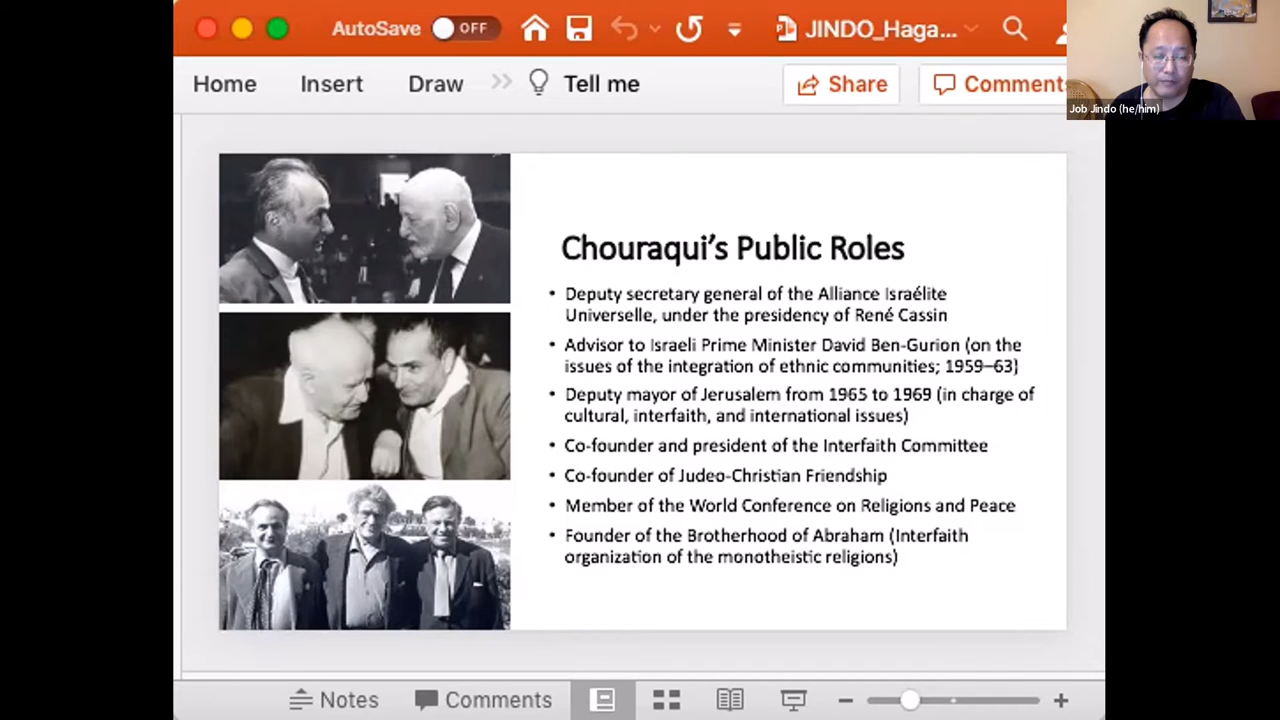 AutoSave OFF JINDO_Haga...
Home Insert Draw Tell me Share Comment
Job Jindo (he/him)
Chouraqui's Public Roles
• Deputy secretary general of the Alliance Israélite
Universelle, under the presidency of René Cassin
• Advisor to Israeli Prime Minister David Ben-Gurion (on the
issues of the integration of ethnic communities; 1959–63)
• Deputy mayor of Jerusalem from 1965 to 1969 (in charge of
cultural, interfaith, and international issues)
• Co-founder and president of the Interfaith Committee
• Co-founder of Judeo-Christian Friendship
• Member of the World Conference on Religions and Peace
• Founder of the Brotherhood of Abraham (Interfaith
organization of the monotheistic religions)
Notes Comments